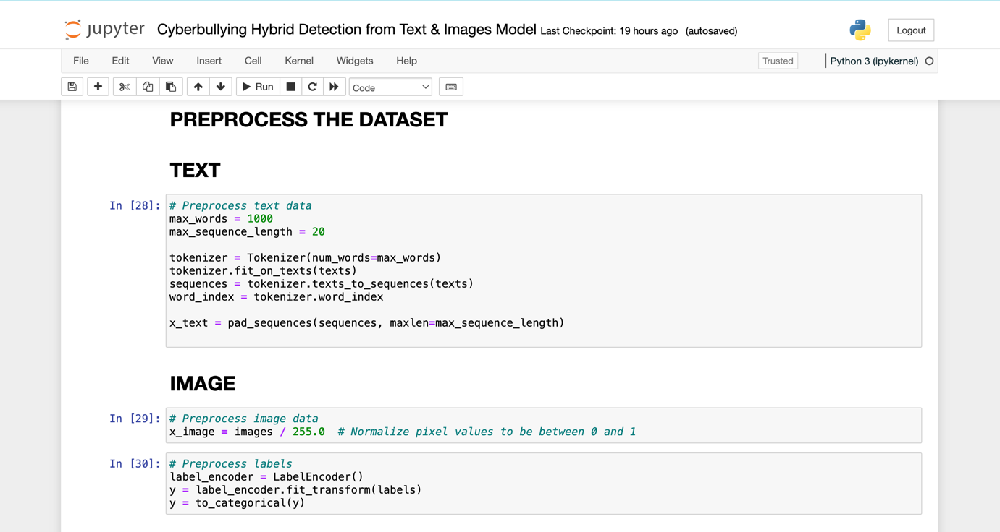 jupyter Cyberbullying Hybrid Detection from Text & Images Model Last Checkpoint: 19 hours ago (autosaved) Logout
File Edit View Insert Cell Kernel Widgets Help Trusted Python 3 (ipykernel)
Run Code
PREPROCESS THE DATASET
TEXT
In [28]: # Preprocess text data
max_words = 1000
max_sequence_length = 20
tokenizer = Tokenizer(num_words=max_words)
tokenizer.fit_on_texts(texts)
sequences = tokenizer.texts_to_sequences(texts)
word_index = tokenizer.word_index
x_text = pad_sequences(sequences, maxlen=max_sequence_length)
IMAGE
In [29]: # Preprocess image data
x_image = images / 255.0 # Normalize pixel values to be between 0 and 1
In [30]: # Preprocess labels
label_encoder = LabelEncoder()
y = label_encoder.fit_transform(labels)
y = to_categorical(y)